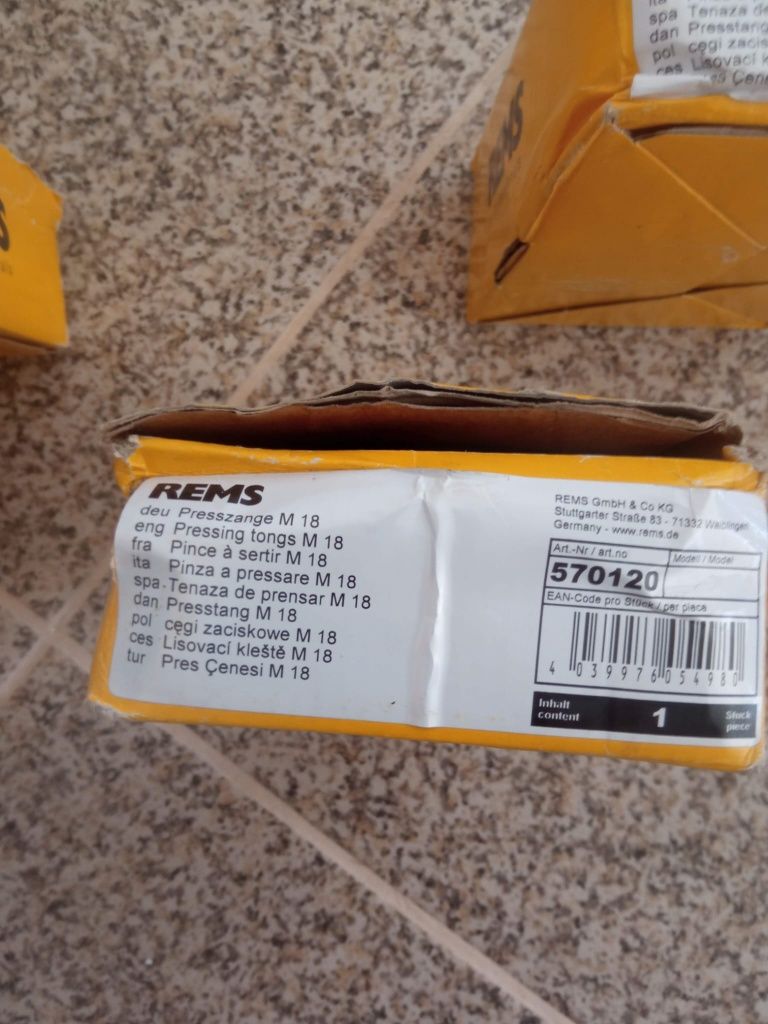 spa Tenaza de
dan Presstang
pol cęgi zacis
ces Lisovací k
Çene
REMS
S
REMS
deu Presszange M 18
eng Pressing tongs M 18
fra Pince à sertir M 18
ita Pinza a pressare M 18
spa Tenaza de prensar M 18
dan Presstang M 18
pol cęgi zaciskowe M 18
ces Lisovací kleště M 18
tur Pres Çenesi M 18
REMS GmbH & Co KG
Stuttgarter Straße 83 - 71332 Waiblingen
Germany - www.rems.de
Art.-Nr / art.no
Modell / Model
570120
EAN-Code pro Stück / per piece
4 039976 054980
Inhalt
content
1
Stück
piece